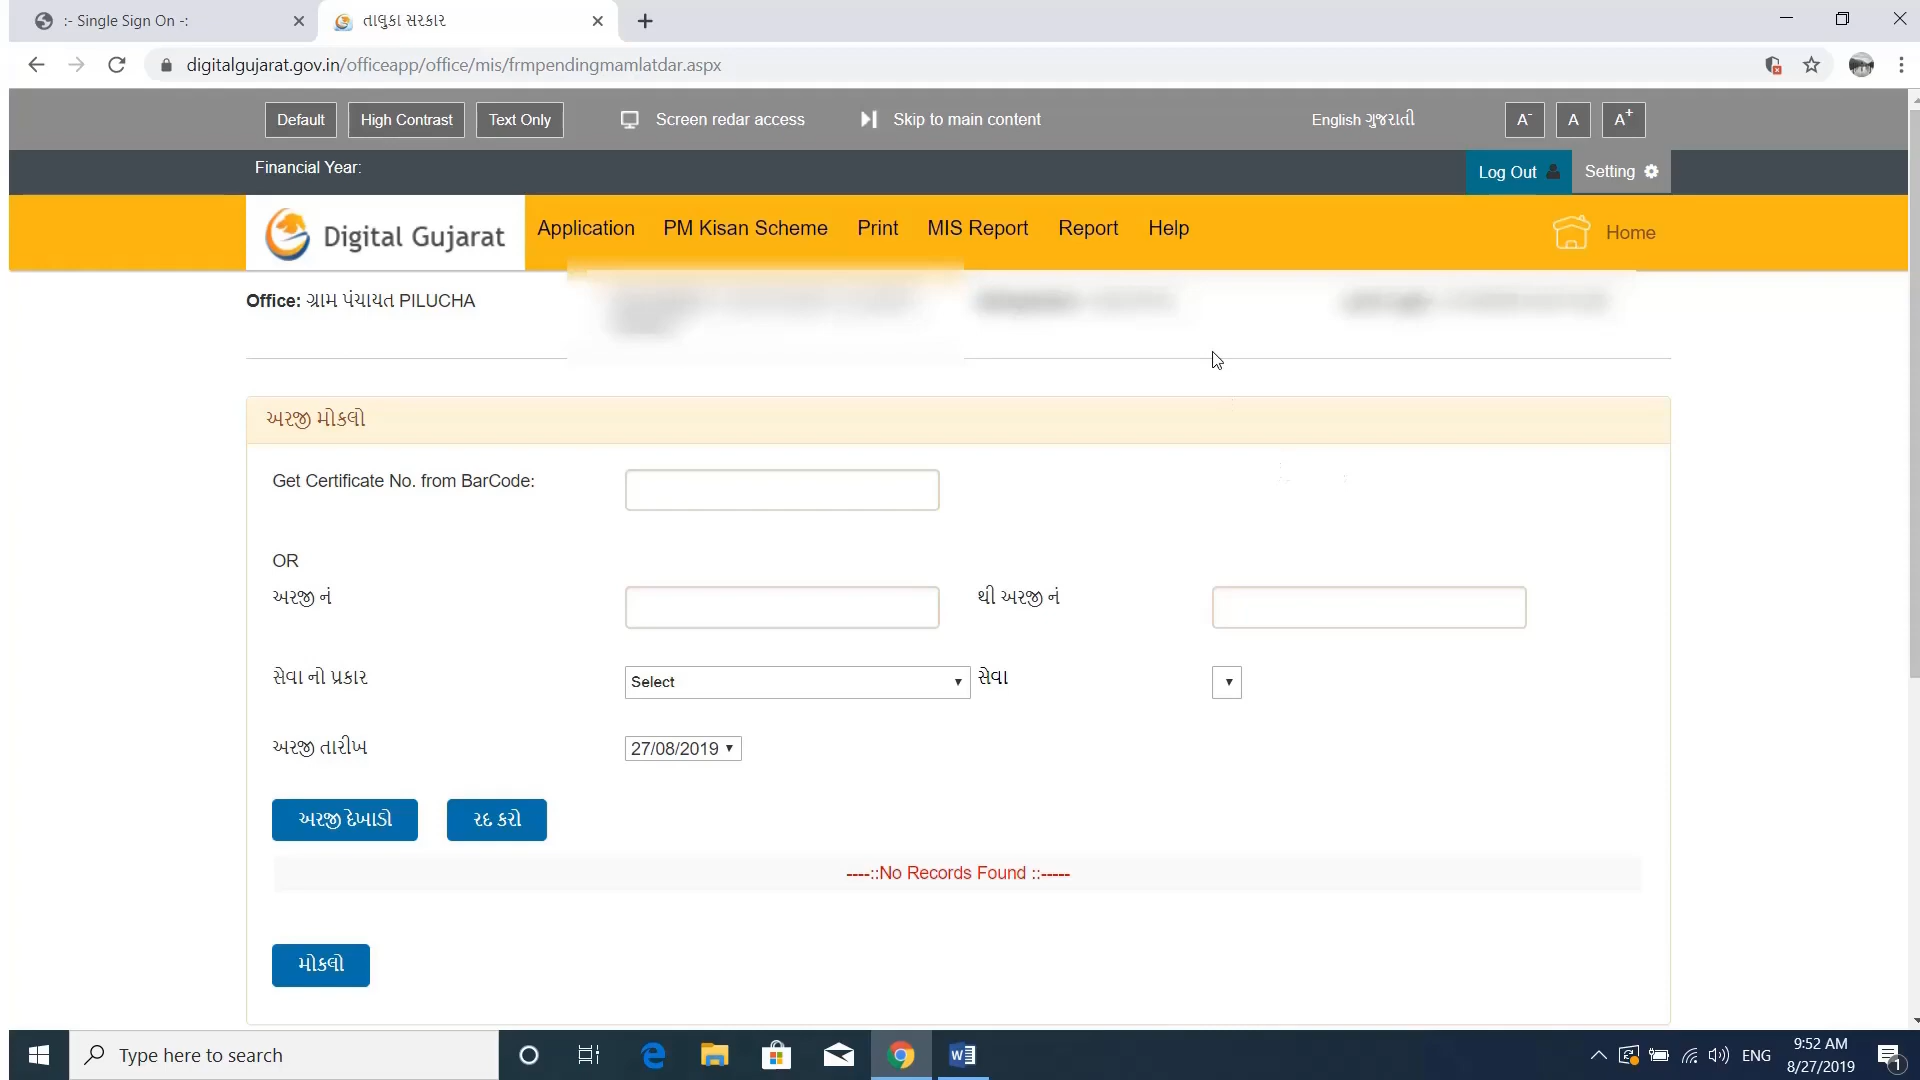 :- Single Sign On -:
તાલુકા સરકાર
digitalgujarat.gov.in/officeapp/office/mis/frmpendingmamlatdar.aspx
Default High Contrast Text Only Screen redar access Skip to main content English ગુજરાતી A- A A+
Financial Year: Log Out Setting
Digital Gujarat Application PM Kisan Scheme Print MIS Report Report Help Home
Office: ગ્રામ પંચાયત PILUCHA
અરજી મોકલો
Get Certificate No. from BarCode:
OR
અરજી નં થી અરજી નં
સેવા નો પ્રકાર Select સેવા
અરજી તારીખ 27/08/2019
અરજી દેખાડો રદ કરો
----::No Records Found ::-----
મોકલો
Type here to search ENG 9:52 AM
8/27/2019 1